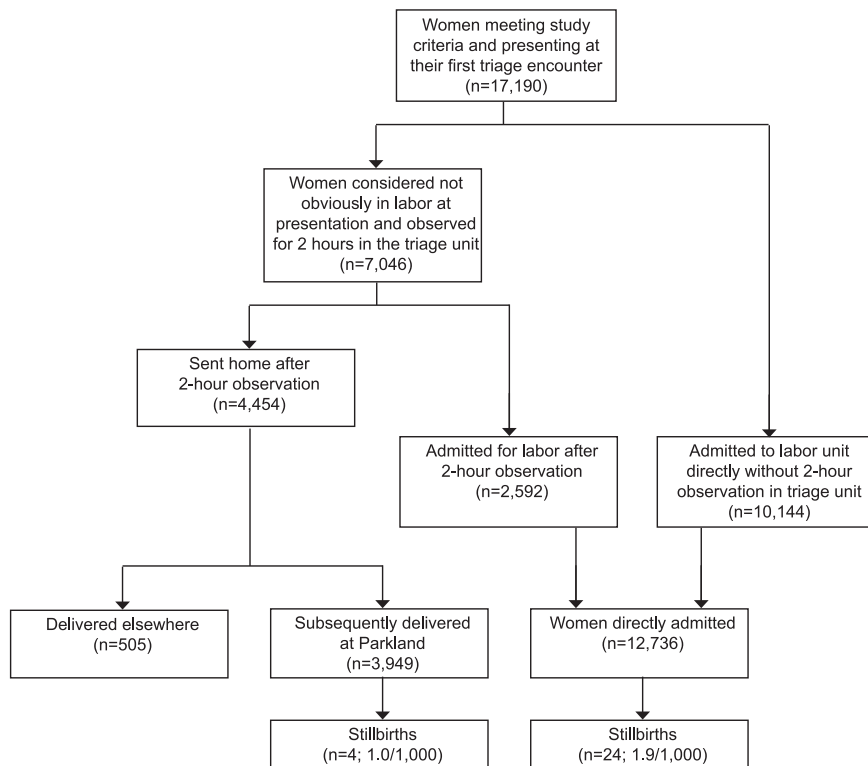 Women meeting study
criteria and presenting at
their first triage encounter
(n=17,190)
Women considered not
obviously in labor at
presentation and observed
for 2 hours in the triage unit
(n=7,046)
Sent home after
2-hour observation
(n=4,454)
Admitted for labor after
2-hour observation
(n=2,592)
Admitted to labor unit
directly without 2-hour
observation in triage unit
(n=10,144)
Delivered elsewhere
(n=505)
Subsequently delivered
at Parkland
(n=3,949)
Women directly admitted
(n=12,736)
Stillbirths
(n=4; 1.0/1,000)
Stillbirths
(n=24; 1.9/1,000)